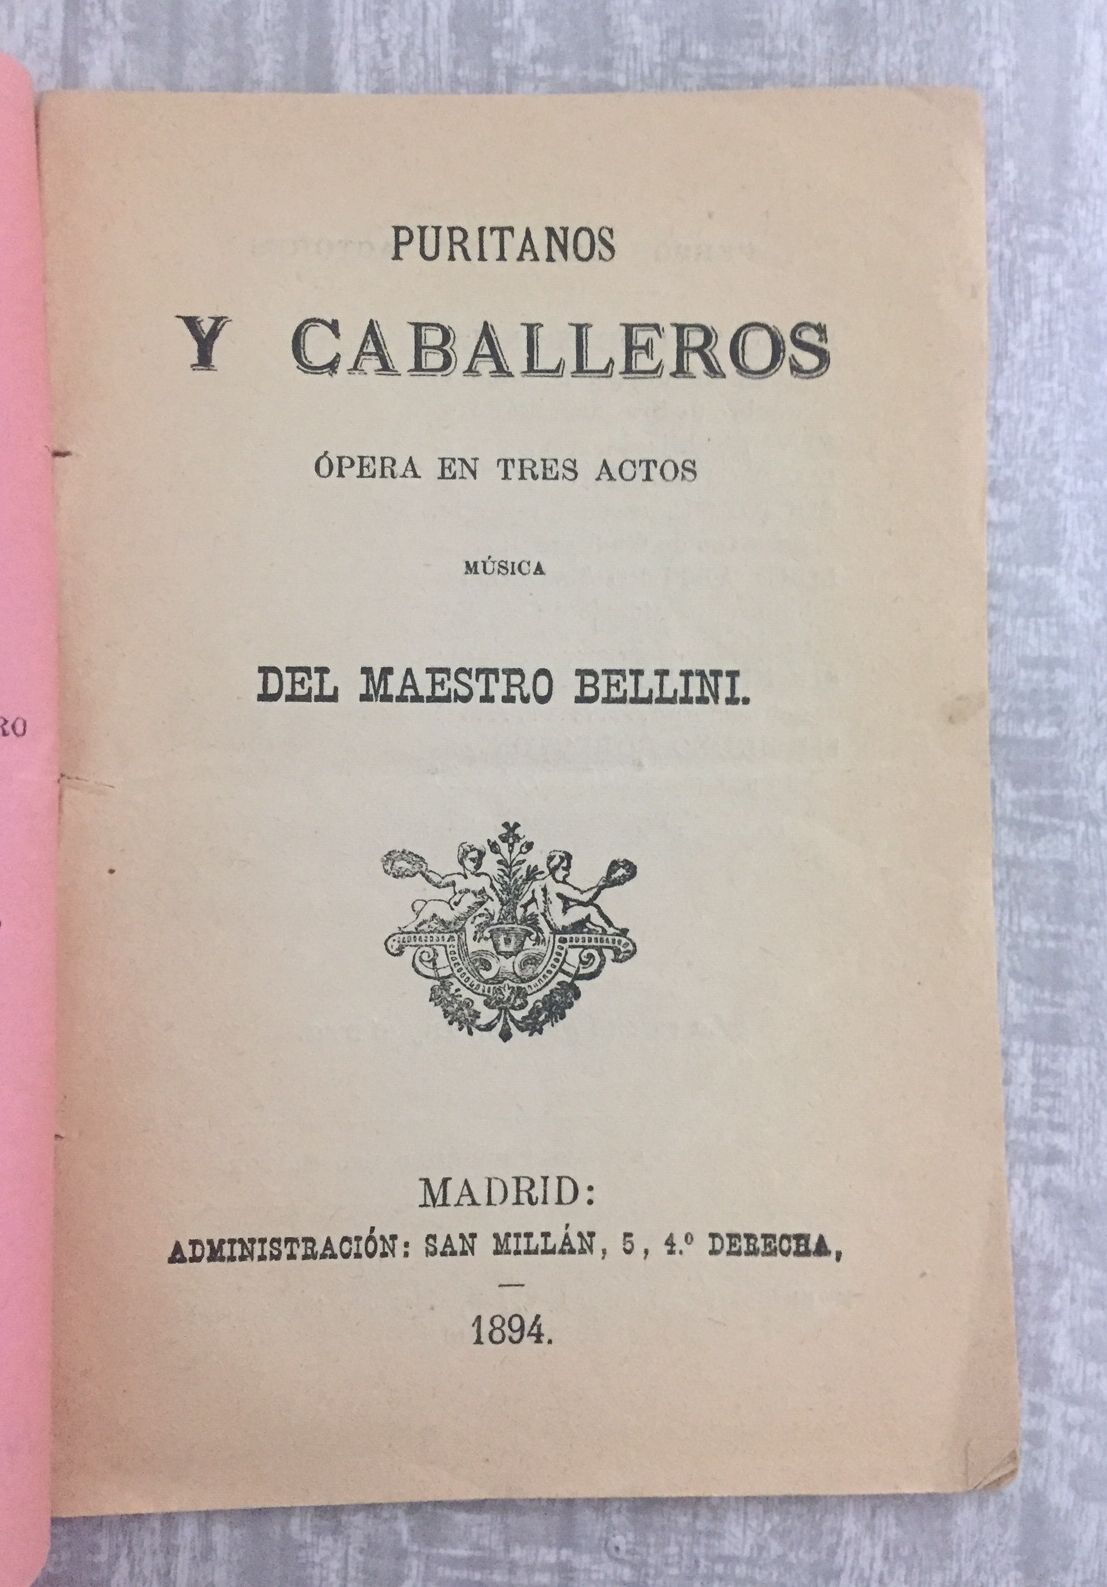 PURITANOS
Y CABALLEROS
ÓPERA EN TRES ACTOS
MÚSICA
DEL MAESTRO BELLINI.
MADRID:
ADMINISTRACIÓN: SAN MILLÁN, 5, 4.º DERECHA,
1894.